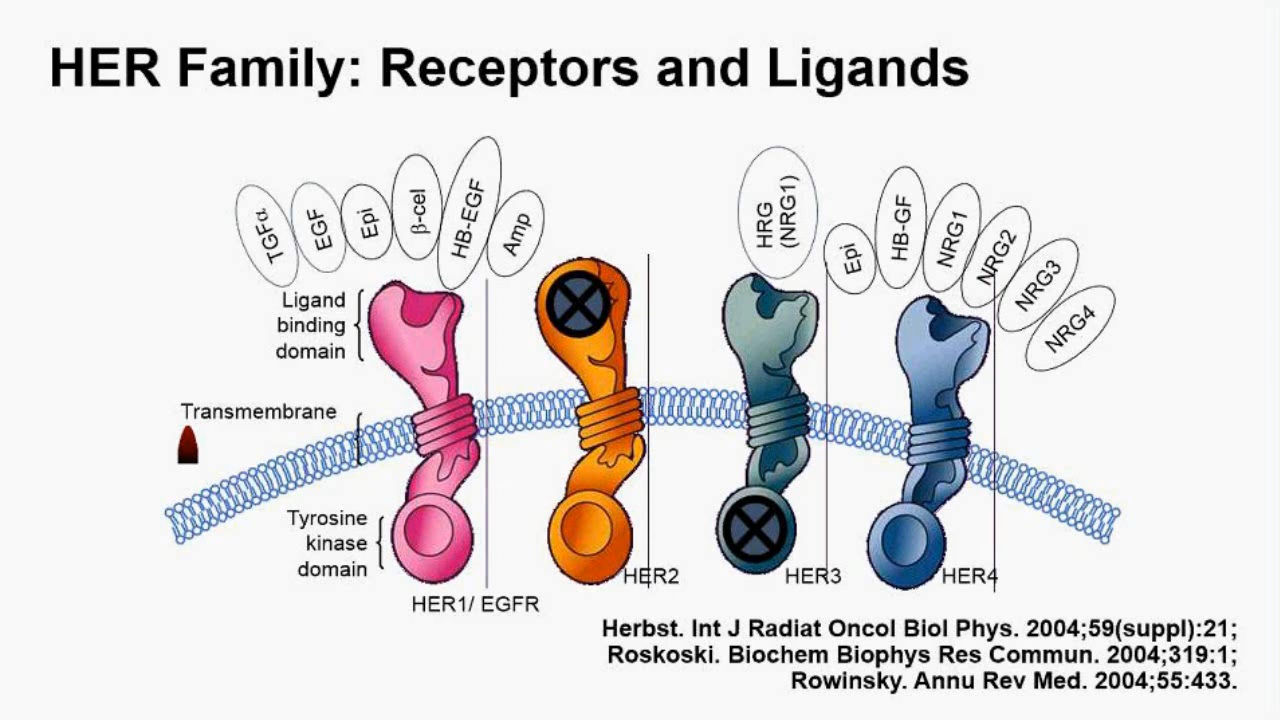 HER Family: Receptors and Ligands
TGFα
EGF
Epi
β-cel
HB-EGF
Amp
HRG
(NRG1)
Epi
HB-GF
NRG1
NRG2
NRG3
NRG4
Ligand
binding
domain
Transmembrane
Tyrosine
kinase
domain
HER1/ EGFR
HER2
HER3
HER4
Herbst. Int J Radiat Oncol Biol Phys. 2004;59(suppl):21;
Roskoski. Biochem Biophys Res Commun. 2004;319:1;
Rowinsky. Annu Rev Med. 2004;55:433.